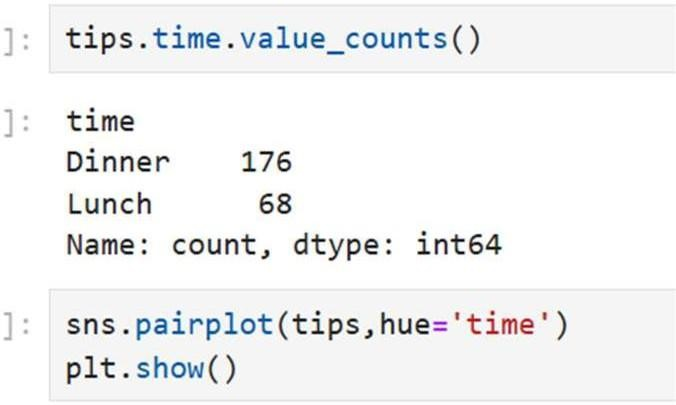 ]: tips.time.value_counts()
]: time
Dinner    176
Lunch      68
Name: count, dtype: int64
]: sns.pairplot(tips,hue='time')
plt.show()